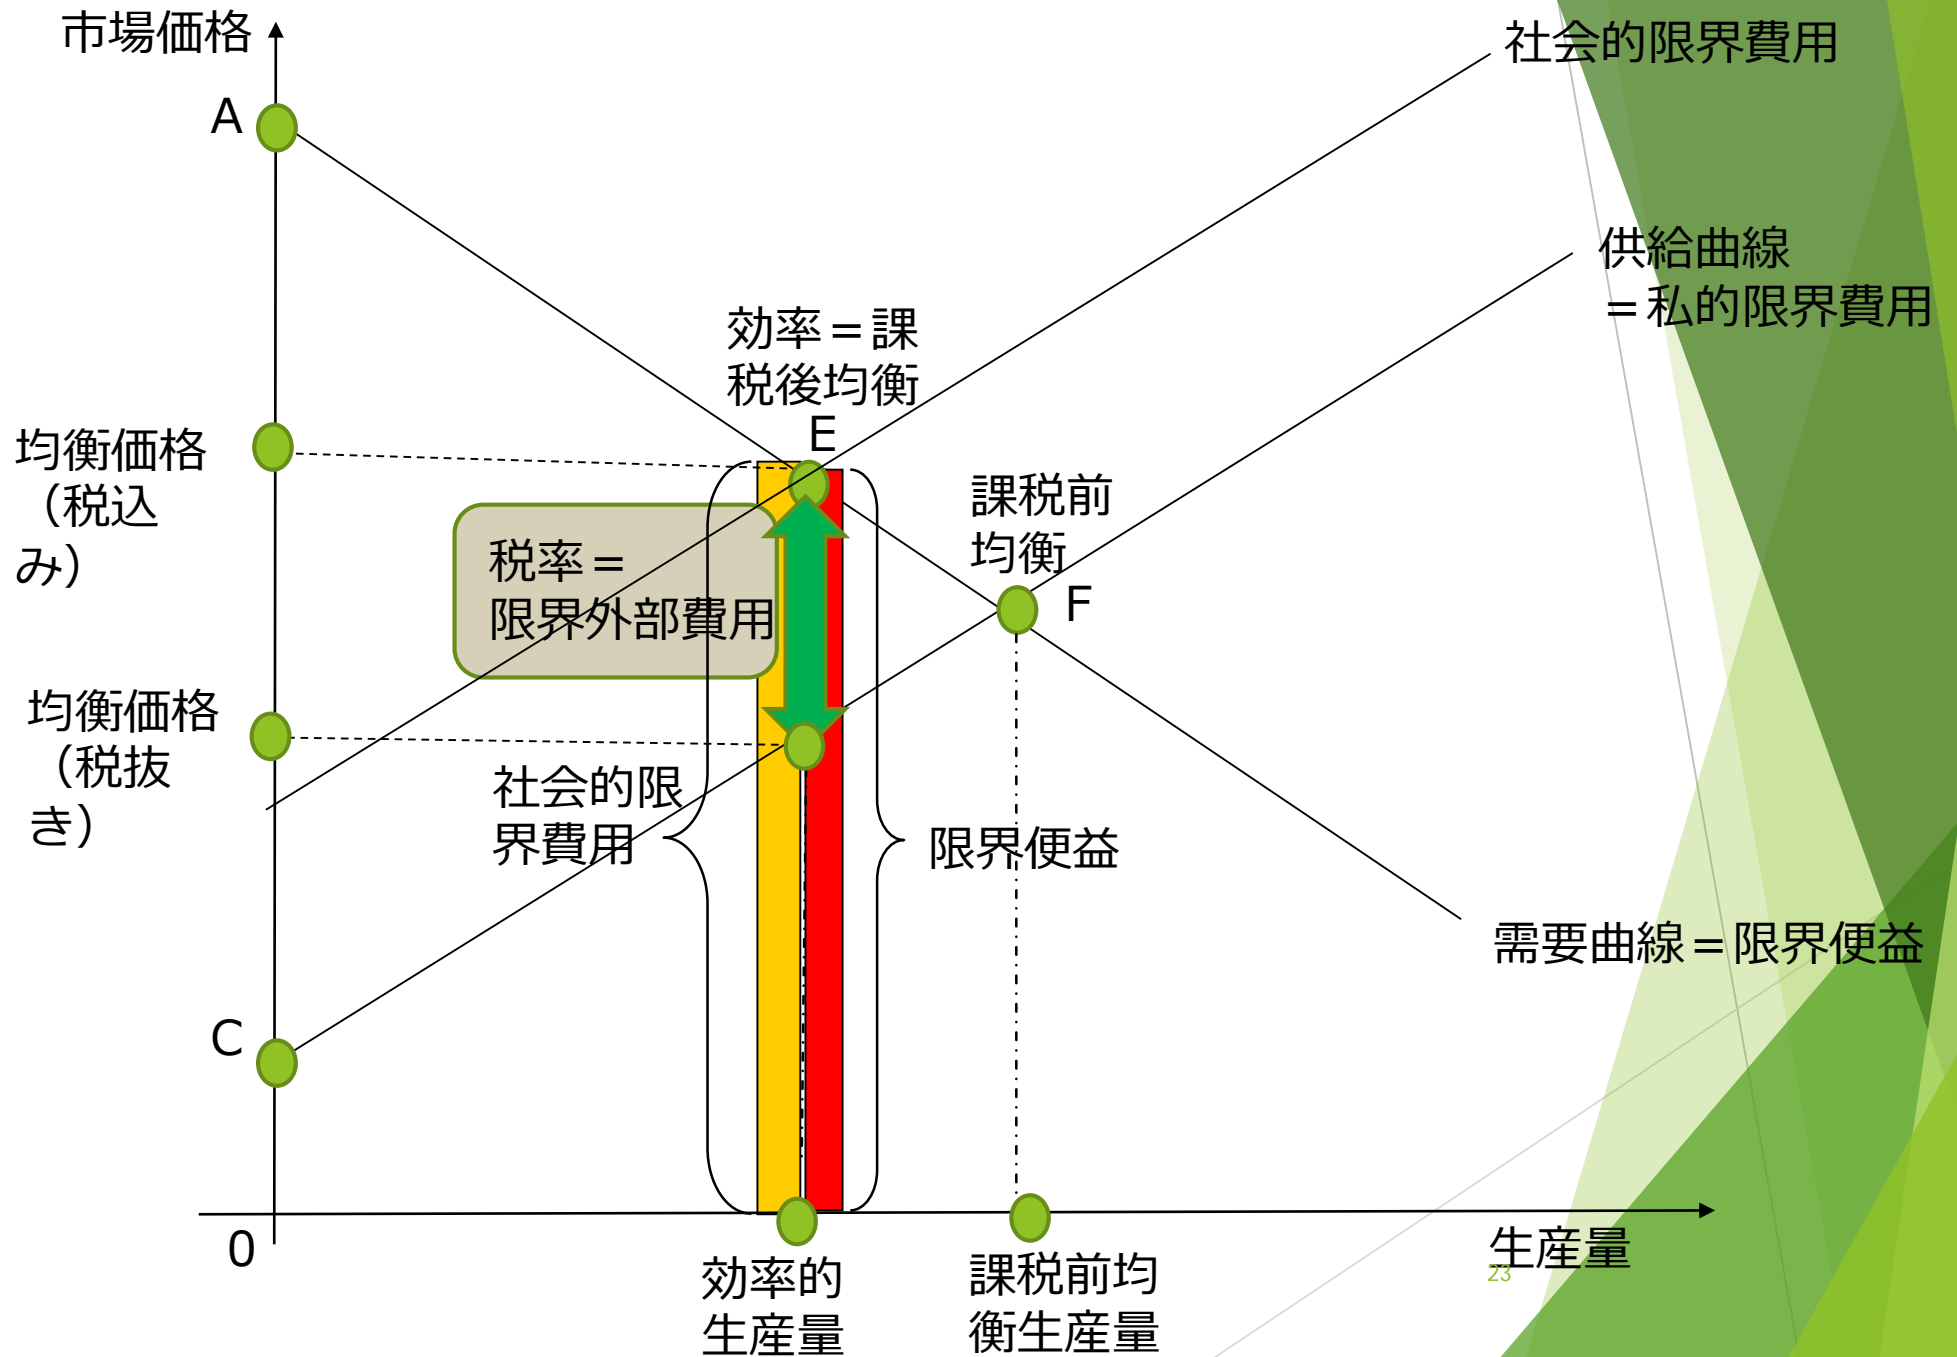 市場価格
A
社会的限界費用
供給曲線
＝私的限界費用
効率＝課
税後均衡
E
均衡価格
（税込
み）
課税前
均衡
F
税率＝
限界外部費用
均衡価格
（税抜
き）
社会的限
界費用
限界便益
需要曲線＝限界便益
C
0
効率的
生産量
課税前均
衡生産量
生産量
23